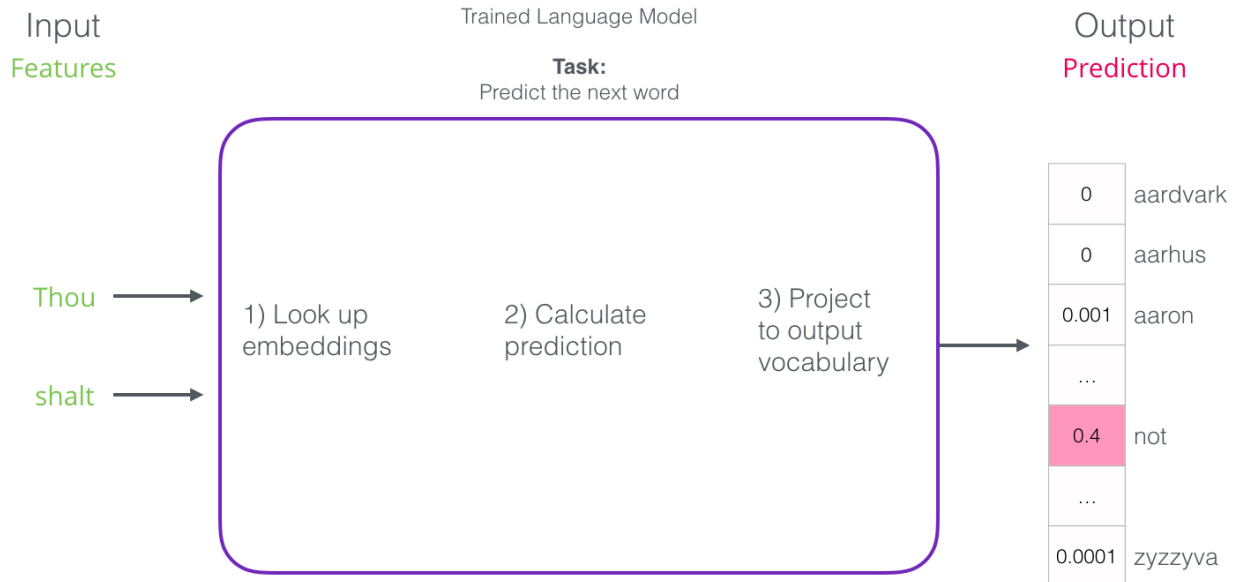 Input
Features
Trained Language Model
Task:
Predict the next word
Output
Prediction
Thou
shalt
1) Look up
embeddings
2) Calculate
prediction
3) Project
to output
vocabulary
0 aardvark
0 aarhus
0.001 aaron
...
0.4 not
...
0.0001 zyzzyva